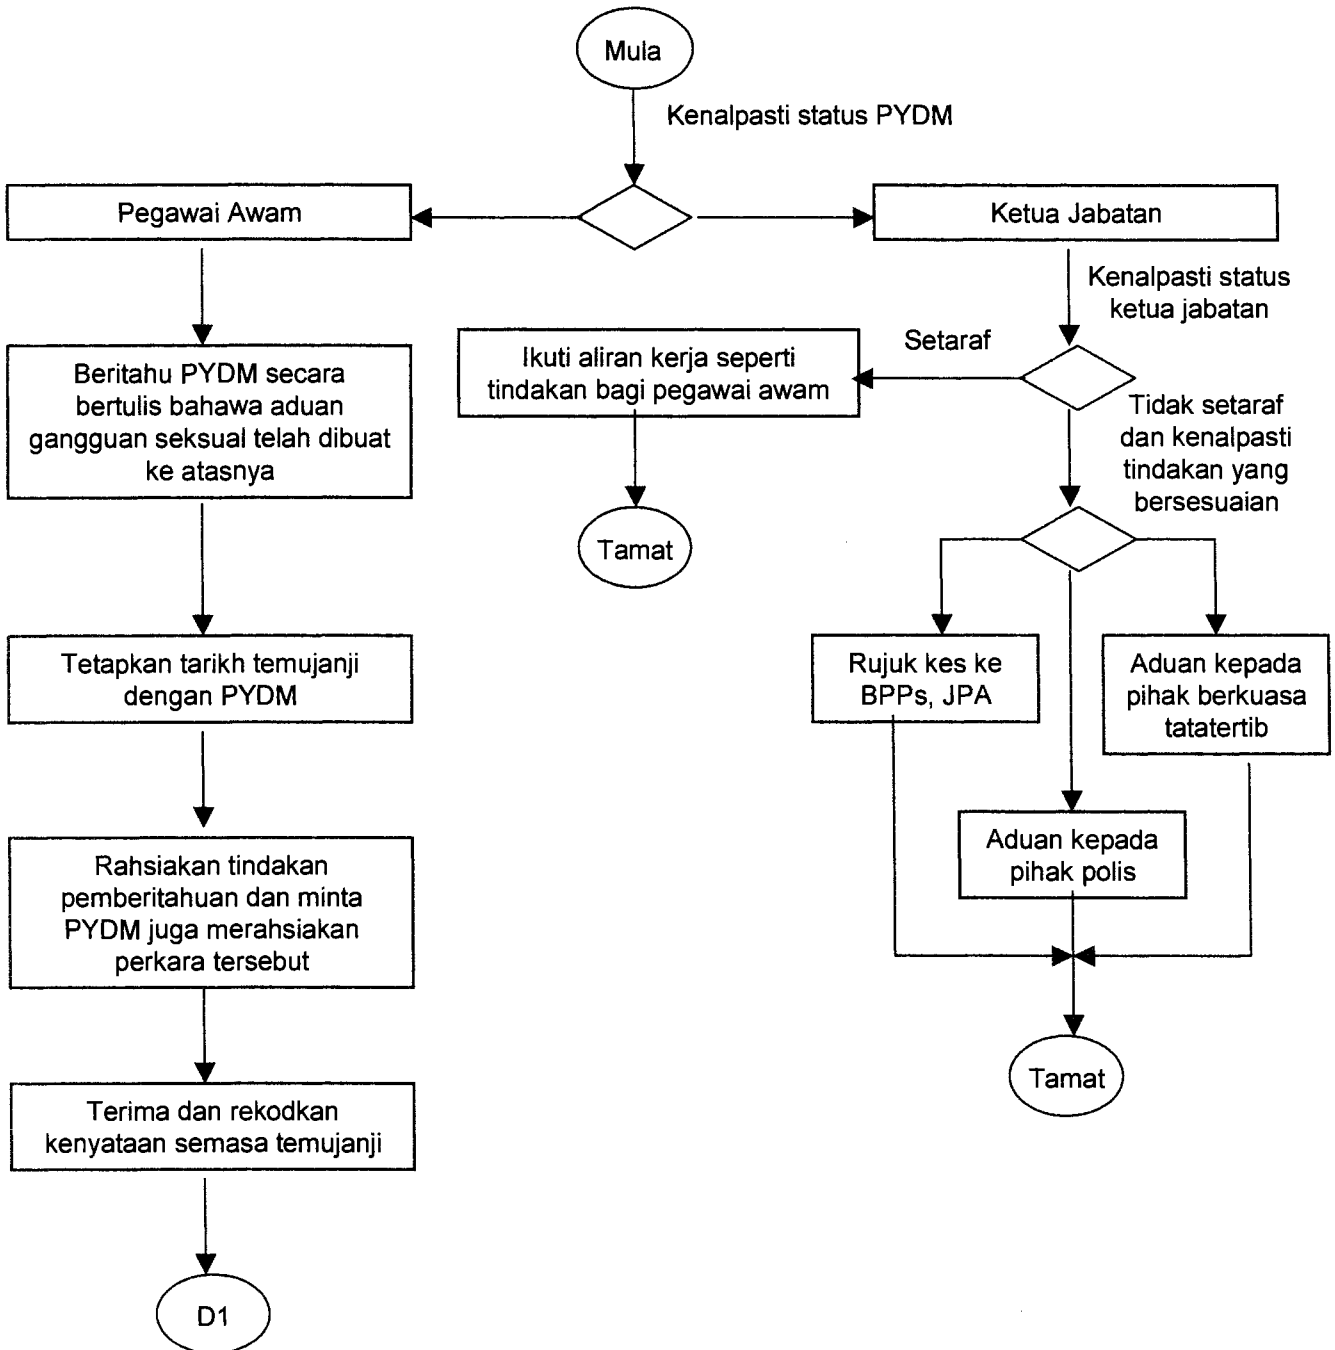 Mula
Kenalpasti status PYDM
Pegawai Awam
Ketua Jabatan
Kenalpasti status
ketua jabatan
Beritahu PYDM secara
bertulis bahawa aduan
gangguan seksual telah dibuat
ke atasnya
Ikuti aliran kerja seperti
tindakan bagi pegawai awam
Setaraf
Tidak setaraf
dan kenalpasti
tindakan yang
bersesuaian
Tamat
Tetapkan tarikh temujanji
dengan PYDM
Rujuk kes ke
BPPs, JPA
Aduan kepada
pihak berkuasa
tatatertib
Aduan kepada
pihak polis
Rahsiakan tindakan
pemberitahuan dan minta
PYDM juga merahsiakan
perkara tersebut
Tamat
Terima dan rekodkan
kenyataan semasa temujanji
D1